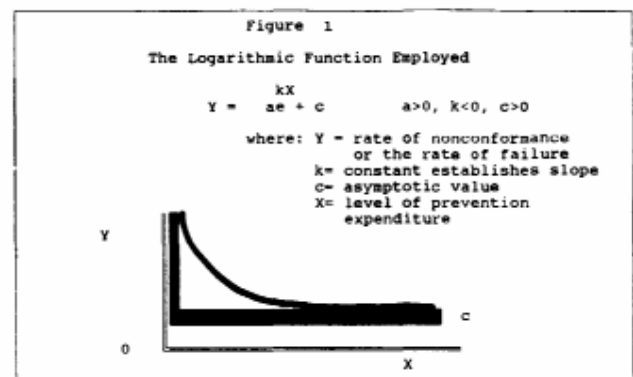 Figure 1
The Logarithmic Function Employed
kX
Y = ae + c a>0, k<0, c>0
where: Y = rate of nonconformance
or the rate of failure
k= constant establishes slope
c= asymptotic value
X= level of prevention
expenditure
Y
c
0
X